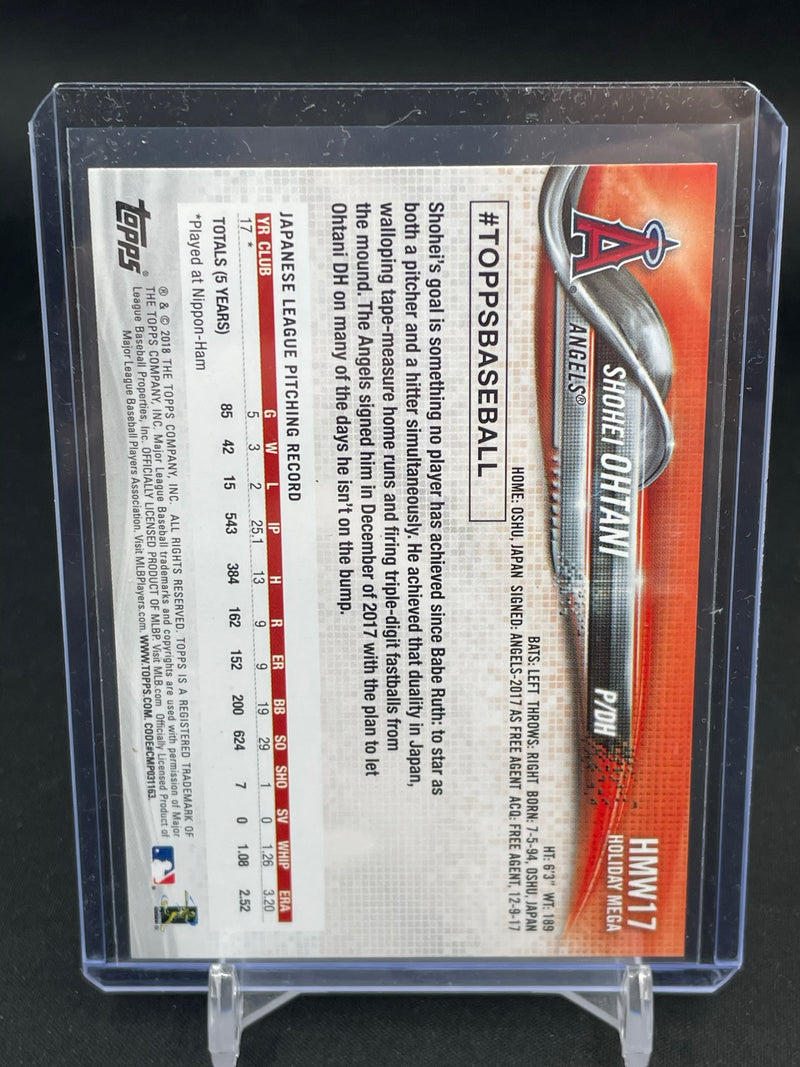 HMW17
HOLIDAY MEGA
A
SHOHEI OHTANI P/DH
ANGELS®
HT: 6'3" WT: 189
BATS: LEFT THROWS: RIGHT BORN: 7-5-94, OSHU, JAPAN
HOME: OSHU, JAPAN SIGNED: ANGELS-2017 AS FREE AGENT ACQ: FREE AGENT, 12-9-17
#TOPPSBASEBALL
Shohei's goal is something no player has achieved since Babe Ruth: to star as
both a pitcher and a hitter simultaneously. He achieved that duality in Japan,
walloping tape-measure home runs and firing triple-digit fastballs from
the mound. The Angels signed him in December of 2017 with the plan to let
Ohtani DH on many of the days he isn't on the bump.
JAPANESE LEAGUE PITCHING RECORD
YR CLUB G W L IP H R ER BB SO SHO SV WHIP ERA
17 * 5 3 2 25.1 13 9 9 19 29 1 0 1.26 3.20
TOTALS (5 YEARS) 85 42 15 543 384 162 152 200 624 7 0 1.08 2.52
*Played at Nippon-Ham
topps®
® & © 2018 THE TOPPS COMPANY, INC. ALL RIGHTS RESERVED. TOPPS IS A REGISTERED TRADEMARK OF
THE TOPPS COMPANY, INC. Major League Baseball trademarks and copyrights are used with permission of Major
League Baseball Properties, Inc. OFFICIALLY LICENSED PRODUCT OF MLBP. Visit MLB.com Officially Licensed Product of
Major League Baseball Players Association. Visit MLBPlayers.com. WWW.TOPPS.COM. CODE#CMP031163.